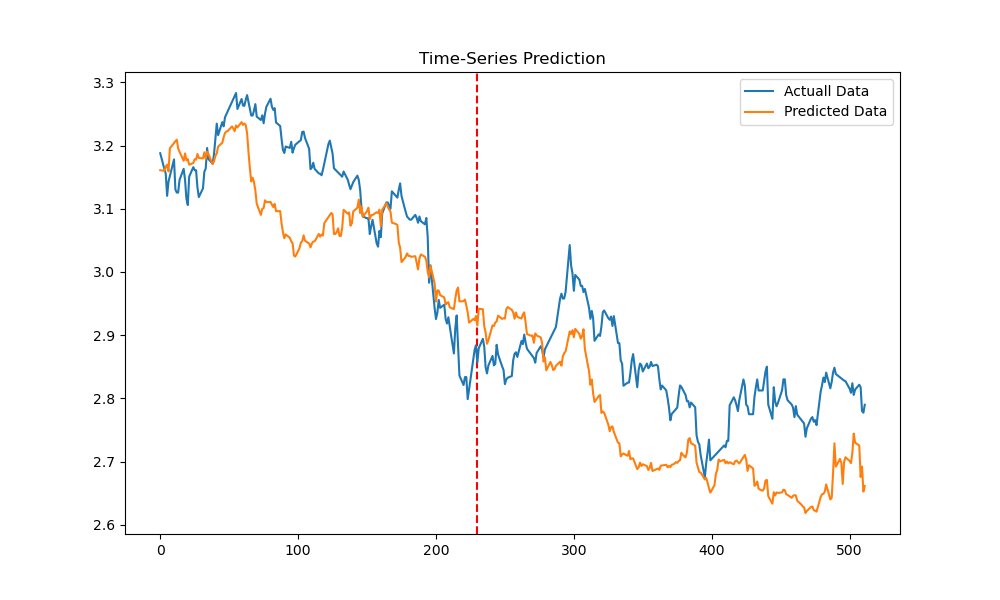 Time-Series Prediction
Actuall Data
Predicted Data
3.3
3.2
3.1
3.0
2.9
2.8
2.7
2.6
0 100 200 300 400 500